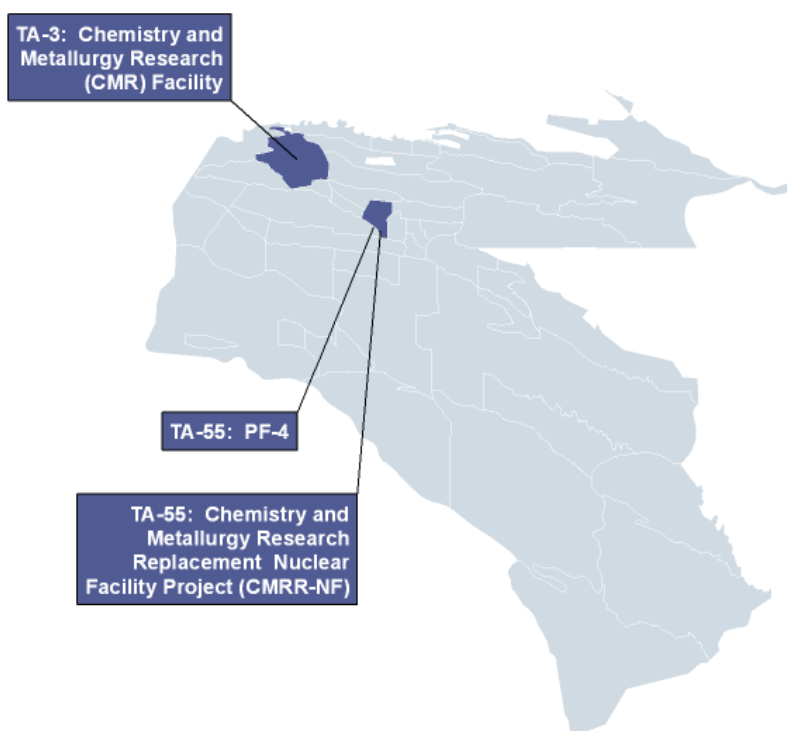 TA-3: Chemistry and
Metallurgy Research
(CMR) Facility
TA-55: PF-4
TA-55: Chemistry and
Metallurgy Research
Replacement Nuclear
Facility Project (CMRR-NF)